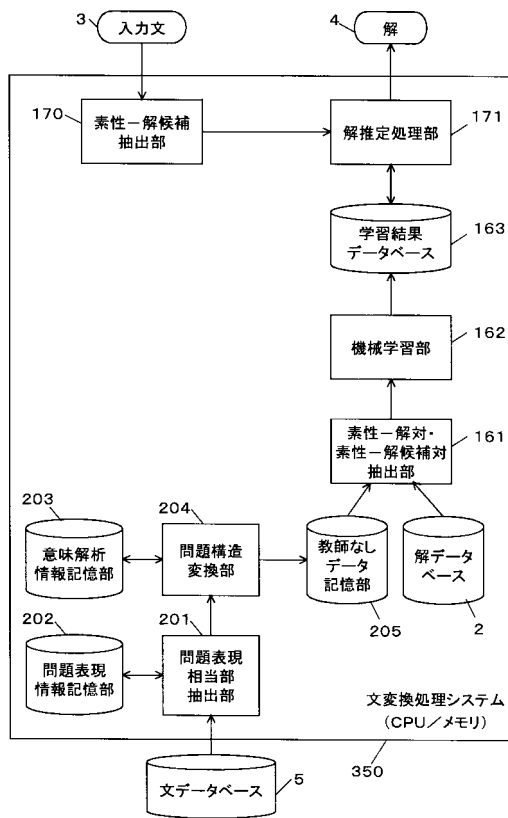 3
入力文
4
解
170
素性－解候補
抽出部
解推定処理部
171
学習結果
データベース
163
機械学習部
162
素性－解対・
素性－解候補対
抽出部
161
203
意味解析
情報記憶部
204
問題構造
変換部
教師なし
データ
記憶部
205
解データ
ベース
2
202
問題表現
情報記憶部
201
問題表現
相当部
抽出部
文変換処理システム
（CPU／メモリ）
350
文データベース
5